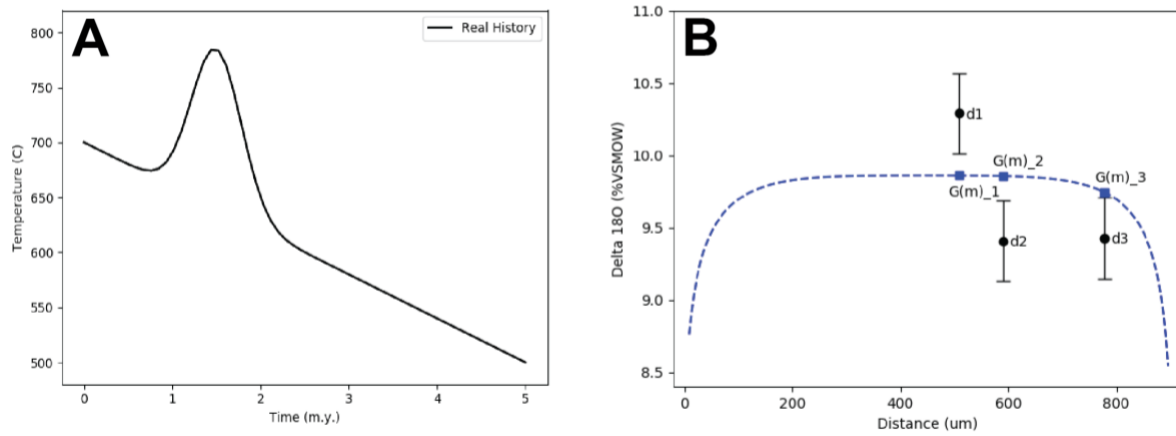 A
Real History
800
750
700
650
600
550
500
Temperature (C)
0 1 2 3 4 5
Time (m.y.)
B
11.0
10.5
10.0
9.5
9.0
8.5
Delta 18O (%VSMOW)
d1
G(m)_2
G(m)_1
G(m)_3
d2
d3
0 200 400 600 800
Distance (um)